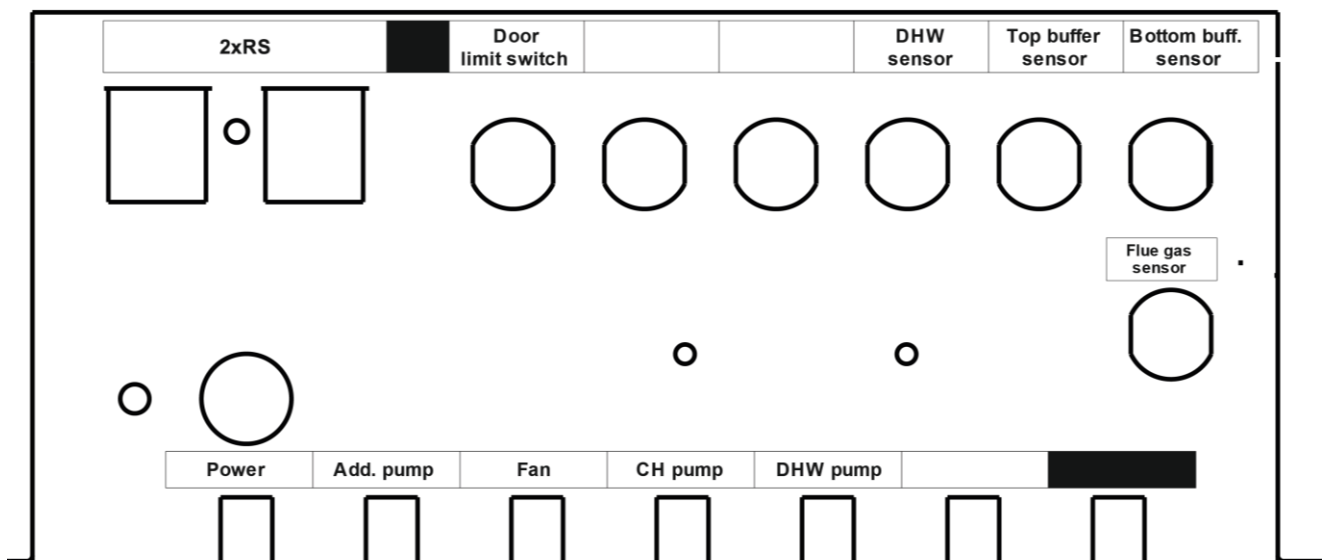 2xRS
Door
limit switch
DHW
sensor
Top buffer
sensor
Bottom buff.
sensor
Flue gas
sensor
Power
Add. pump
Fan
CH pump
DHW pump